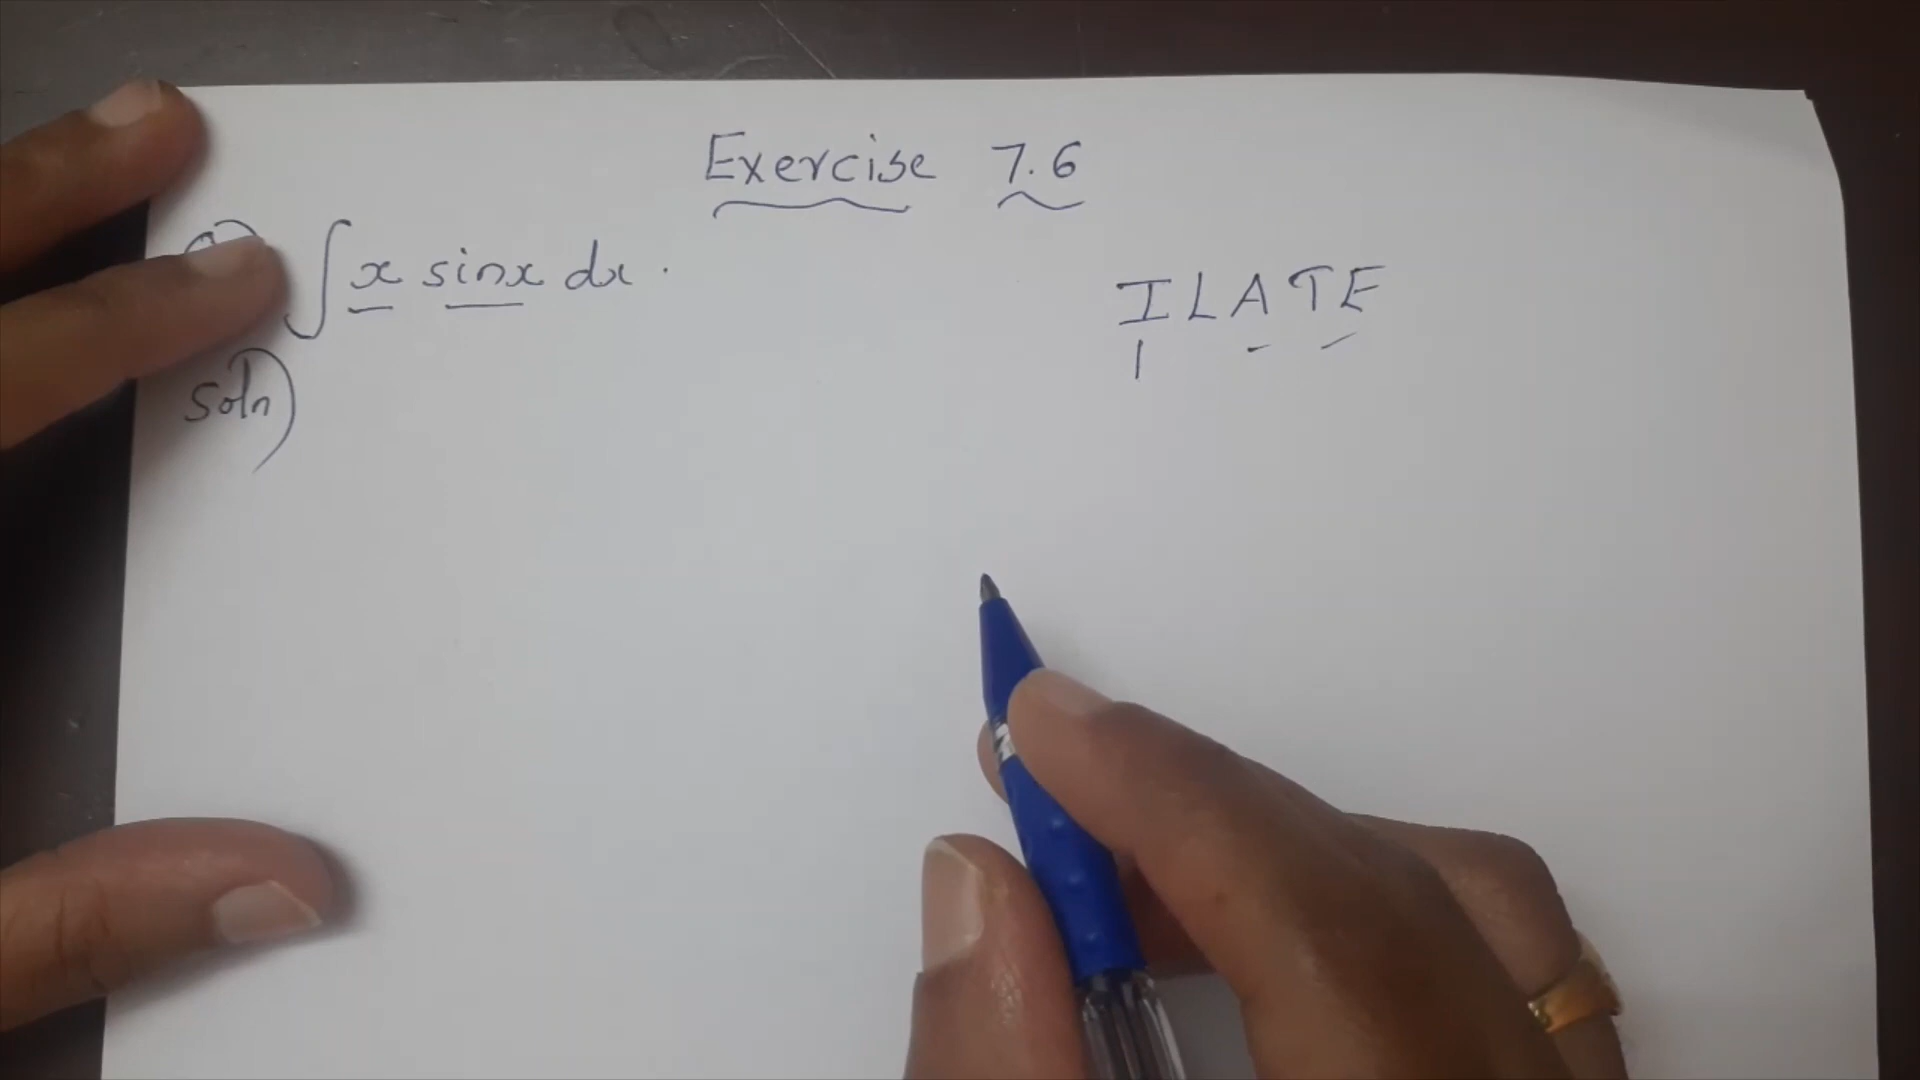 Exercise 7.6
∫ x sinx dx.
ILATE
Soln)